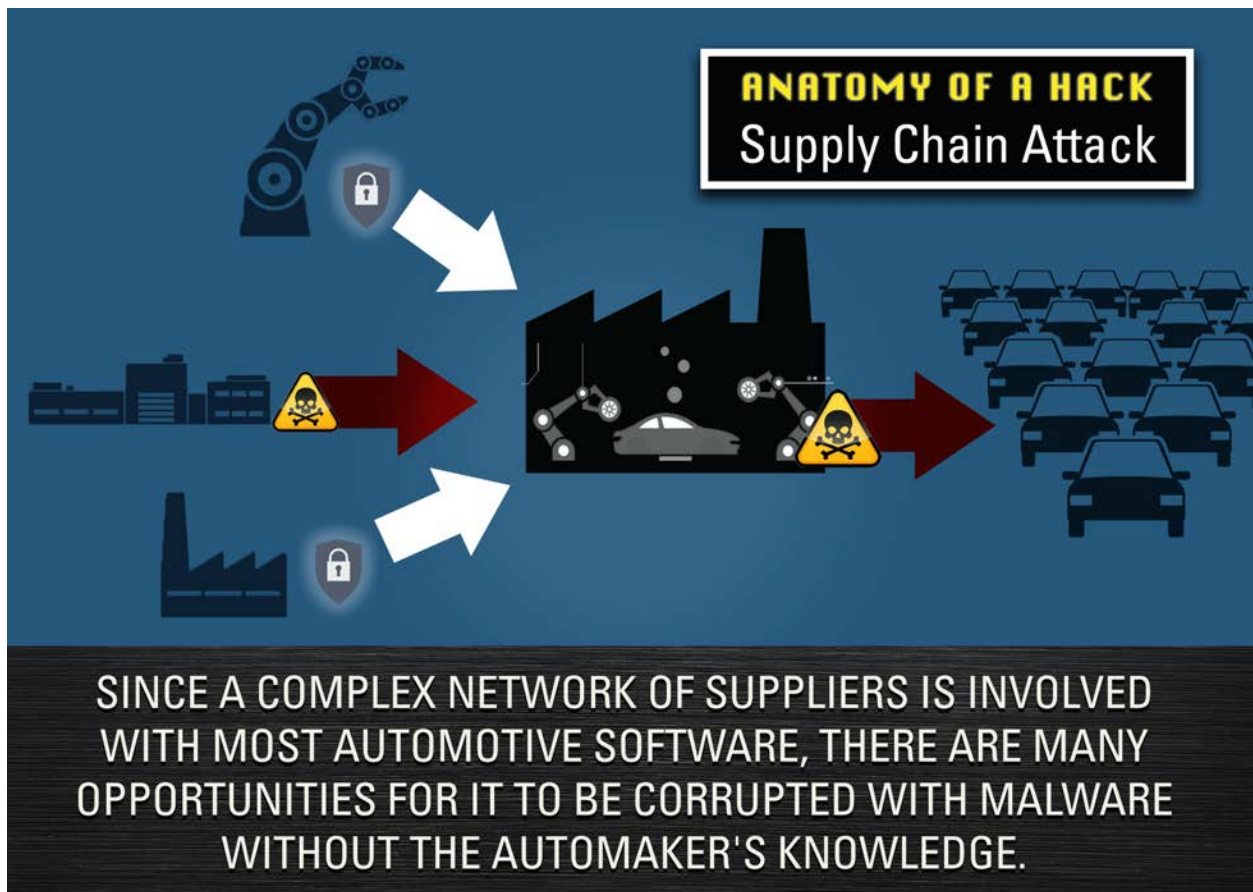 ANATOMY OF A HACK
Supply Chain Attack
SINCE A COMPLEX NETWORK OF SUPPLIERS IS INVOLVED
WITH MOST AUTOMOTIVE SOFTWARE, THERE ARE MANY
OPPORTUNITIES FOR IT TO BE CORRUPTED WITH MALWARE
WITHOUT THE AUTOMAKER'S KNOWLEDGE.